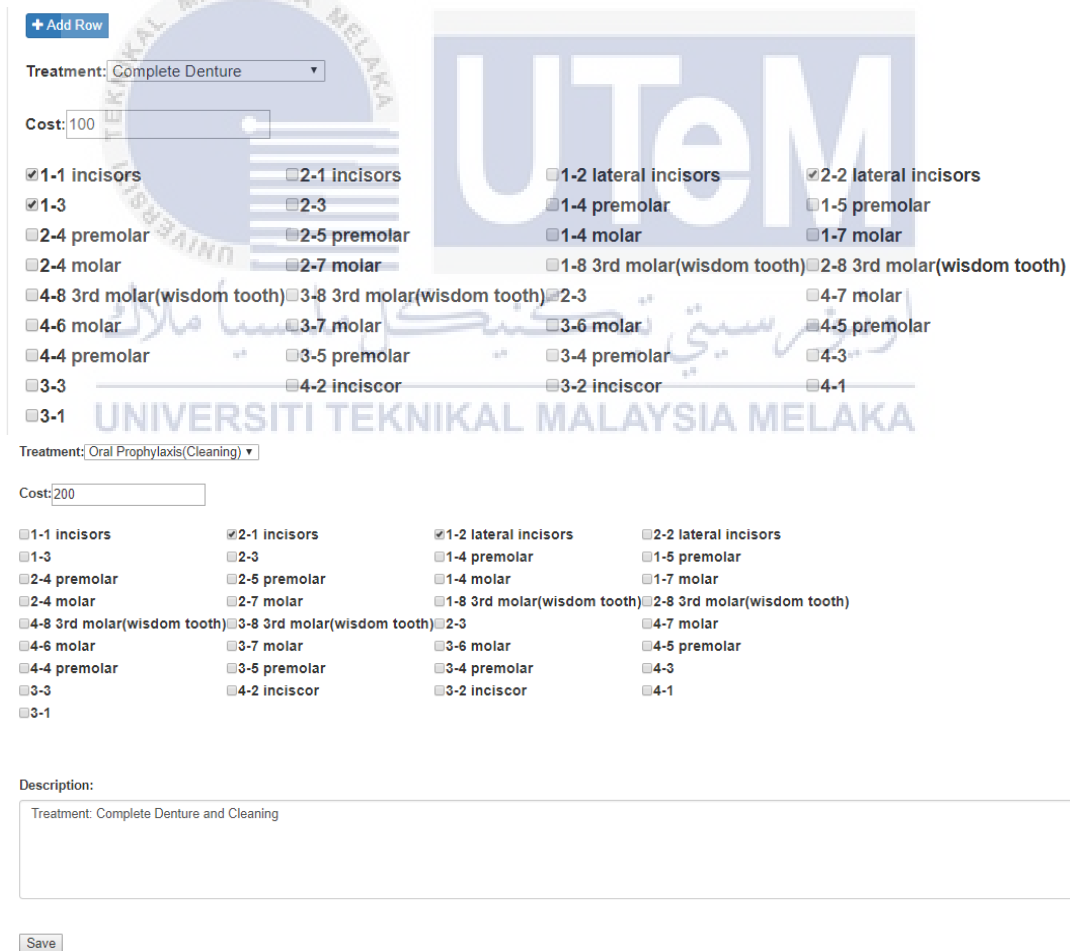 + Add Row
UNIVERSITI TEKNIKAL MALAYSIA MELAKA
UTeM
Treatment: Complete Denture
Cost: 100
1-1 incisors 2-1 incisors 1-2 lateral incisors 2-2 lateral incisors
1-3 2-3 1-4 premolar 1-5 premolar
2-4 premolar 2-5 premolar 1-4 molar 1-7 molar
2-4 molar 2-7 molar 1-8 3rd molar(wisdom tooth) 2-8 3rd molar(wisdom tooth)
4-8 3rd molar(wisdom tooth) 3-8 3rd molar(wisdom tooth) 2-3 4-7 molar
اونيۏرسيتي تيكنيكل مليسيا ملاك
4-6 molar 3-7 molar 3-6 molar 4-5 premolar
4-4 premolar 3-5 premolar 3-4 premolar 4-3
3-3 4-2 inciscor 3-2 inciscor 4-1
3-1
UNIVERSITI TEKNIKAL MALAYSIA MELAKA
Treatment: Oral Prophylaxis(Cleaning)
Cost: 200
1-1 incisors 2-1 incisors 1-2 lateral incisors 2-2 lateral incisors
1-3 2-3 1-4 premolar 1-5 premolar
2-4 premolar 2-5 premolar 1-4 molar 1-7 molar
2-4 molar 2-7 molar 1-8 3rd molar(wisdom tooth) 2-8 3rd molar(wisdom tooth)
4-8 3rd molar(wisdom tooth) 3-8 3rd molar(wisdom tooth) 2-3 4-7 molar
4-6 molar 3-7 molar 3-6 molar 4-5 premolar
4-4 premolar 3-5 premolar 3-4 premolar 4-3
3-3 4-2 inciscor 3-2 inciscor 4-1
3-1
Description:
Treatment: Complete Denture and Cleaning
Save